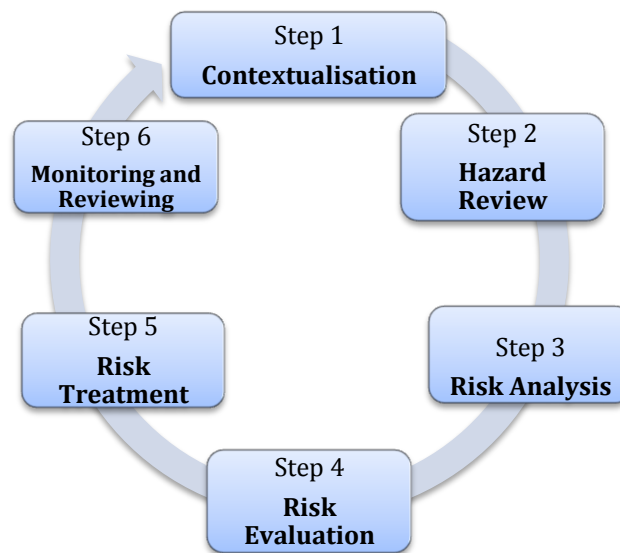 Step 1
Contextualisation
Step 2
Hazard
Review
Step 3
Risk Analysis
Step 4
Risk
Evaluation
Step 5
Risk
Treatment
Step 6
Monitoring and
Reviewing